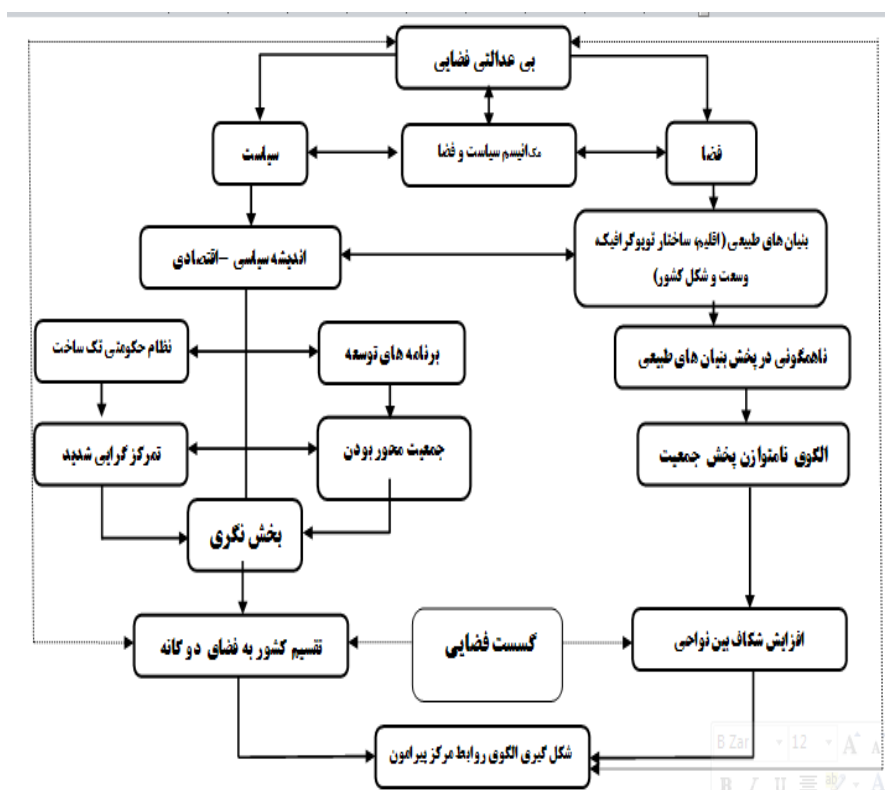 بی عدالتی فضایی
فضا
مکانیسم سیاست و فضا
سیاست
بنیان های طبیعی (اقلیم، ساختار توپوگرافیک،
وسعت و شکل کشور)
اندیشه سیاسی –اقتصادی
ناهمگونی در پخش بنیان های طبیعی
برنامه های توسعه
نظام حکومتی تک ساخت
الگوی نامتوازن پخش جمعیت
جمعیت محور بودن
تمرکز گرایی شدید
بخش نگری
افزایش شکاف بین نواحی
گسست فضایی
تقسیم کشور به فضای دو گانه
شکل گیری الگوی روابط مرکز پیرامون
B Zar 12 A A
B I U A